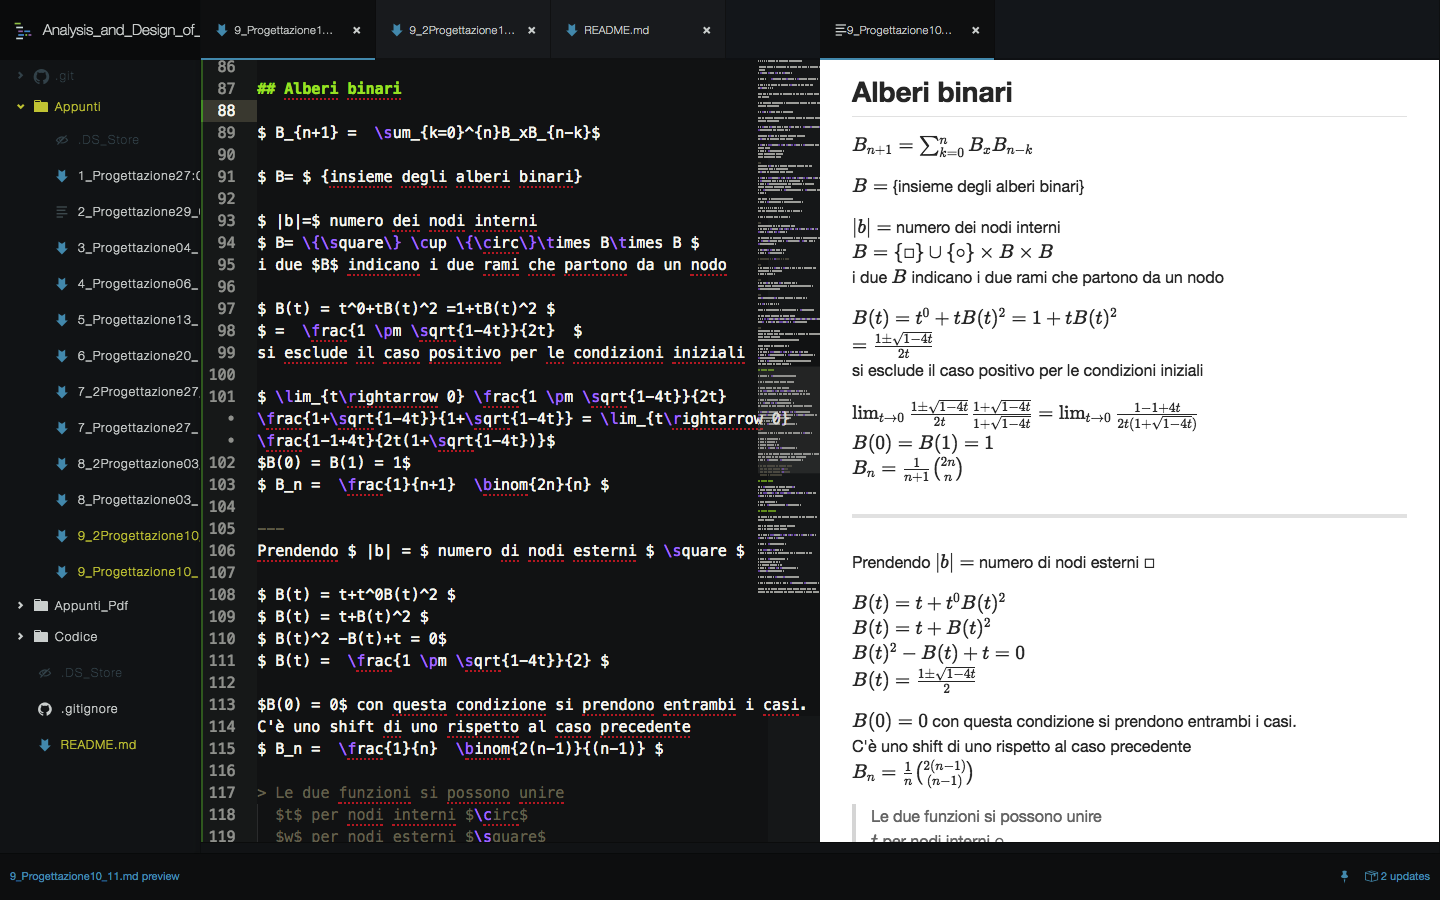 Analysis_and_Design_of_
9_Progettazione1...
9_2Progettazione1...
README.md
9_Progettazione10...
.git
Appunti
.DS_Store
1_Progettazione27:0
2_Progettazione29_
3_Progettazione04_
4_Progettazione06_
5_Progettazione13_
6_Progettazione20_
7_2Progettazione27_
7_Progettazione27_
8_2Progettazione03_
8_Progettazione03_
9_2Progettazione10_
9_Progettazione10_
Appunti_Pdf
Codice
.DS_Store
.gitignore
README.md
86
87 ## Alberi binari
88
89 $ B_{n+1} =  \sum_{k=0}^{n}B_xB_{n-k}$
90
91 $ B= $ {insieme degli alberi binari}
92
93 $ |b|=$ numero dei nodi interni
94 $ B= \{\square\} \cup \{\circ\}\times B\times B $
95 i due $B$ indicano i due rami che partono da un nodo
96
97 $ B(t) = t^0+tB(t)^2 =1+tB(t)^2 $
98 $ =  \frac{1 \pm \sqrt{1-4t}}{2t}  $
99 si esclude il caso positivo per le condizioni iniziali
100
101 $ \lim_{t\rightarrow 0} \frac{1 \pm \sqrt{1-4t}}{2t}
• \frac{1+\sqrt{1-4t}}{1+\sqrt{1-4t}} = \lim_{t\rightarrow 0}
• \frac{1-1+4t}{2t(1+\sqrt{1-4t})}$
102 $B(0) = B(1) = 1$
103 $ B_n =  \frac{1}{n+1}  \binom{2n}{n} $
104
105 ---
106 Prendendo $ |b| = $ numero di nodi esterni $ \square $
107
108 $ B(t) = t+t^0B(t)^2 $
109 $ B(t) = t+B(t)^2 $
110 $ B(t)^2 -B(t)+t = 0$
111 $ B(t) =  \frac{1 \pm \sqrt{1-4t}}{2} $
112
113 $B(0) = 0$ con questa condizione si prendono entrambi i casi.
114 C'è uno shift di uno rispetto al caso precedente
115 $ B_n =  \frac{1}{n}  \binom{2(n-1)}{(n-1)} $
116
117 > Le due funzioni si possono unire
118 $t$ per nodi interni $\circ$
119 $w$ per nodi esterni $\square$
Alberi binari
B_{n+1} = ∑_{k=0}^{n} B_x B_{n-k}
B = {insieme degli alberi binari}
|b| = numero dei nodi interni
B = {□} ∪ {∘} × B × B
i due B indicano i due rami che partono da un nodo
B(t) = t^0 + tB(t)^2 = 1 + tB(t)^2
= \frac{1±\sqrt{1-4t}}{2t}
si esclude il caso positivo per le condizioni iniziali
lim_{t→0} \frac{1±\sqrt{1-4t}}{2t} \frac{1+\sqrt{1-4t}}{1+\sqrt{1-4t}} = lim_{t→0} \frac{1-1+4t}{2t(1+\sqrt{1-4t})}
B(0) = B(1) = 1
B_n = \frac{1}{n+1} \binom{2n}{n}
Prendendo |b| = numero di nodi esterni □
B(t) = t + t^0B(t)^2
B(t) = t + B(t)^2
B(t)^2 − B(t) + t = 0
B(t) = \frac{1±\sqrt{1-4t}}{2}
B(0) = 0 con questa condizione si prendono entrambi i casi.
C'è uno shift di uno rispetto al caso precedente
B_n = \frac{1}{n} \binom{2(n-1)}{(n-1)}
Le due funzioni si possono unire
t per nodi interni ∘
9_Progettazione10_11.md preview
2 updates